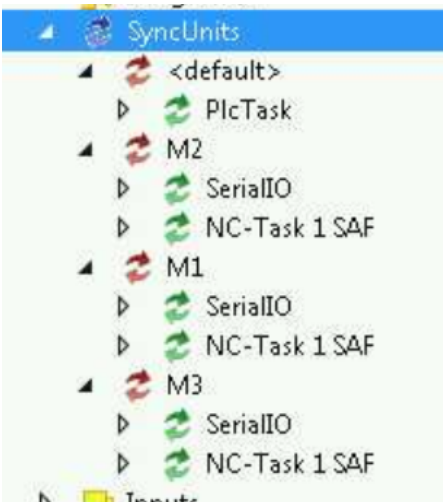 SyncUnits
<default>
PlcTask
M2
SerialIO
NC-Task 1 SAF
M1
SerialIO
NC-Task 1 SAF
M3
SerialIO
NC-Task 1 SAF
Inputs